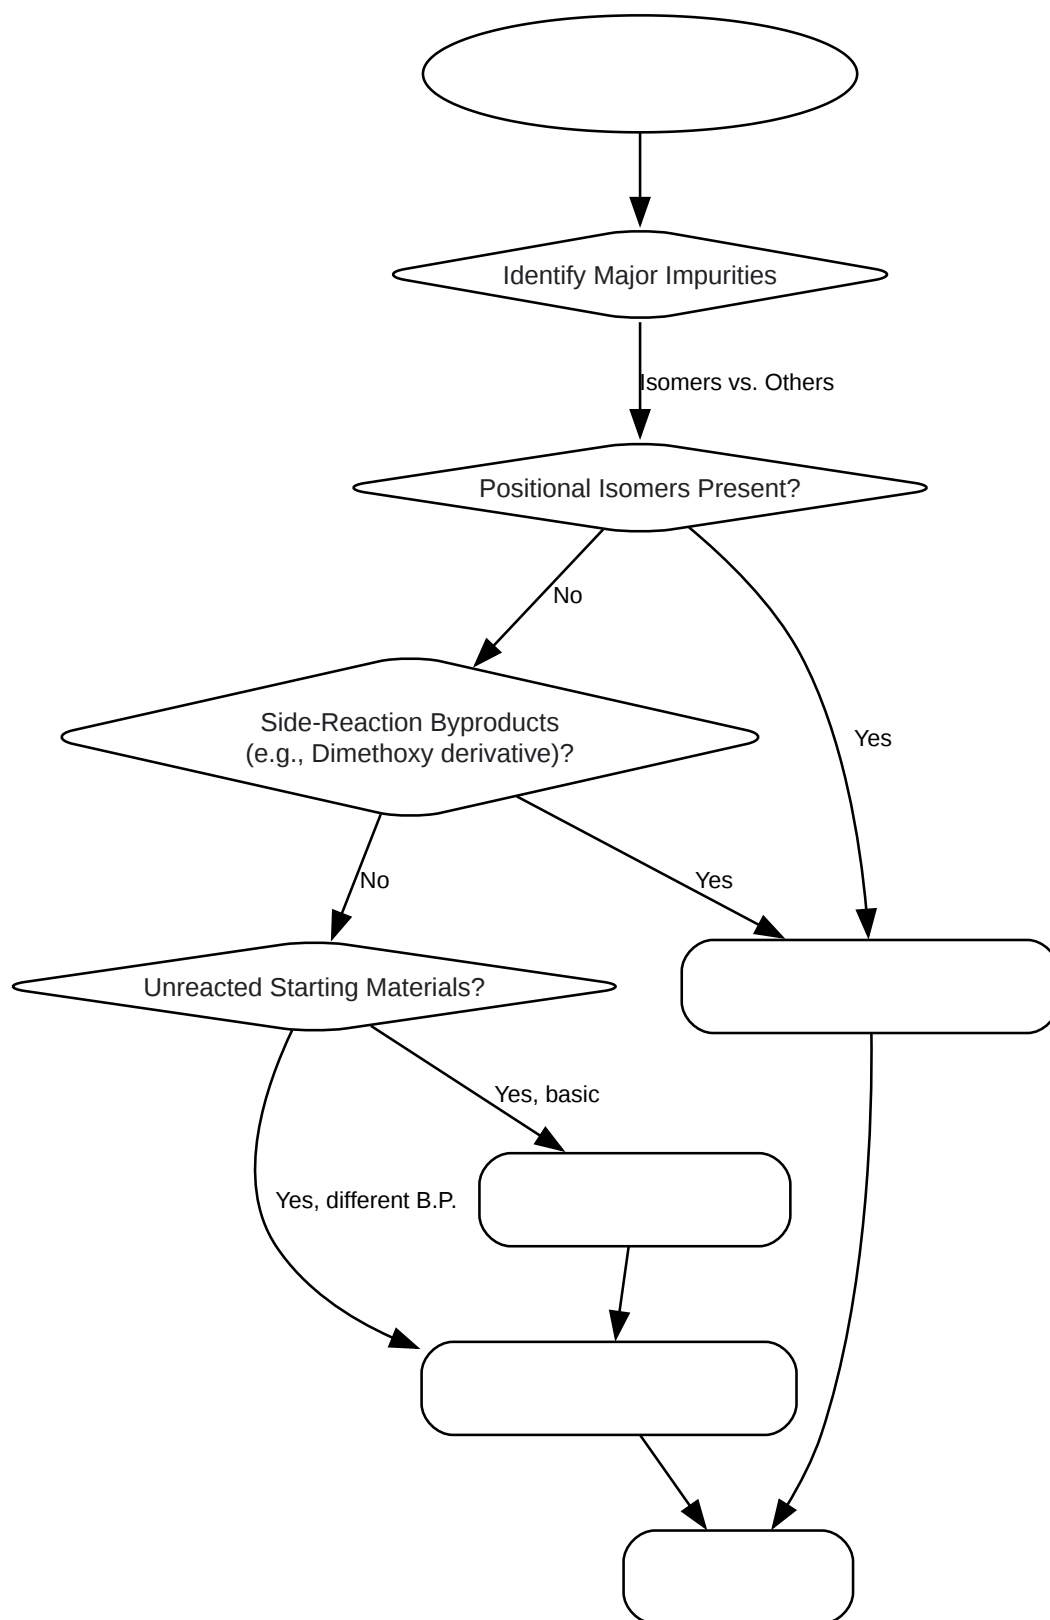 Identify Major Impurities
Isomers vs. Others
Positional Isomers Present?
No
Yes
Side-Reaction Byproducts
(e.g., Dimethoxy derivative)?
No
Yes
Unreacted Starting Materials?
Yes, basic
Yes, different B.P.